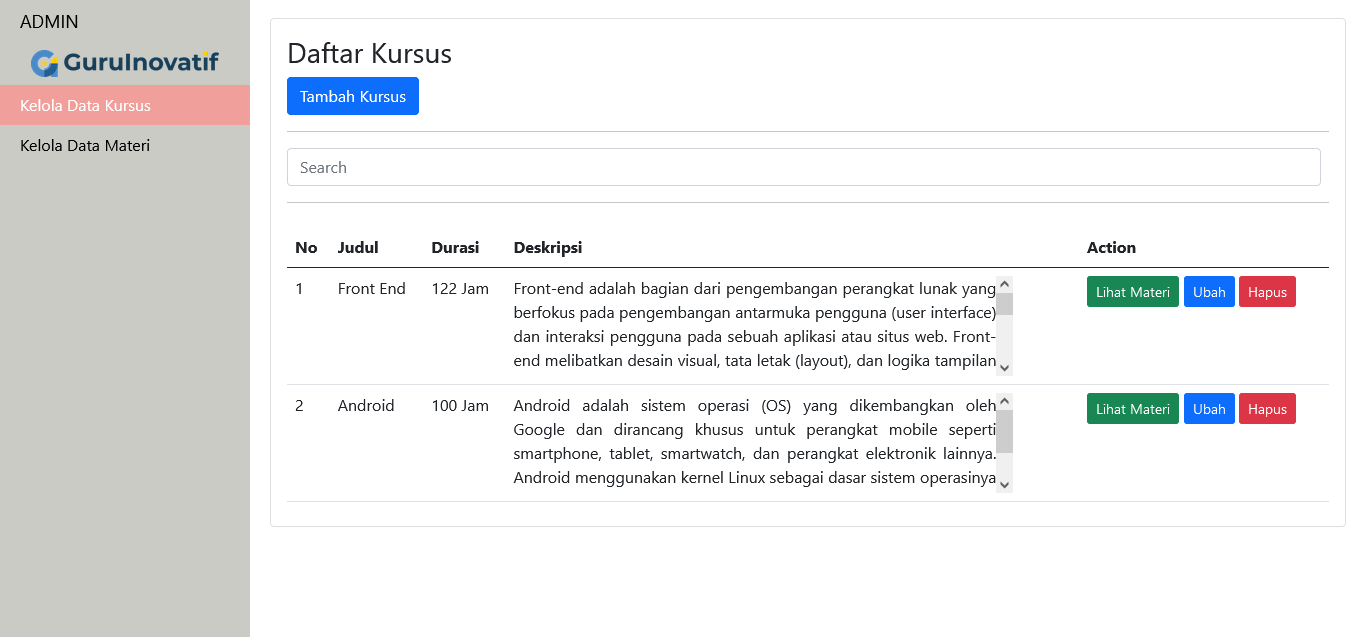 ADMIN
GuruInovatif
Kelola Data Kursus
Kelola Data Materi
Daftar Kursus
Tambah Kursus
Search
No Judul Durasi Deskripsi Action
1 Front End 122 Jam Front-end adalah bagian dari pengembangan perangkat lunak yang Lihat Materi Ubah Hapus
berfokus pada pengembangan antarmuka pengguna (user interface)
dan interaksi pengguna pada sebuah aplikasi atau situs web. Front-
end melibatkan desain visual, tata letak (layout), dan logika tampilan
2 Android 100 Jam Android adalah sistem operasi (OS) yang dikembangkan oleh Lihat Materi Ubah Hapus
Google dan dirancang khusus untuk perangkat mobile seperti
smartphone, tablet, smartwatch, dan perangkat elektronik lainnya.
Android menggunakan kernel Linux sebagai dasar sistem operasinya